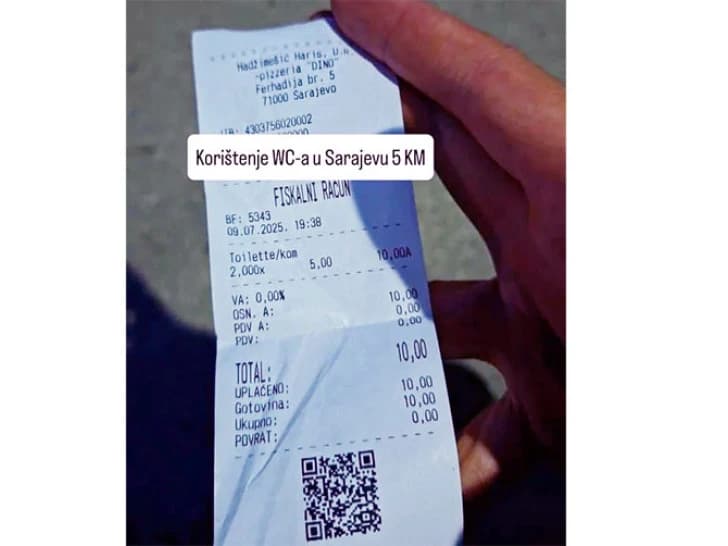 Hadžimešić Haris, U.R.
-pizzeria "DINO"
Ferhadija br. 5
71000 Sarajevo
4303756020002
Korištenje WC-a u Sarajevu 5 KM
FISKALNI RAČUN
BF: 5343
09.07.2025. 19:38
Toilette/kom
2,000x 5,00 10,00A
VA: 0,00%
OSN. A: 10,00
PDV A: 0,00
PDV: 0,00
TOTAL: 10,00
UPLAĆENO: 10,00
Gotovina: 10,00
Ukupno: 0,00
POVRAT: